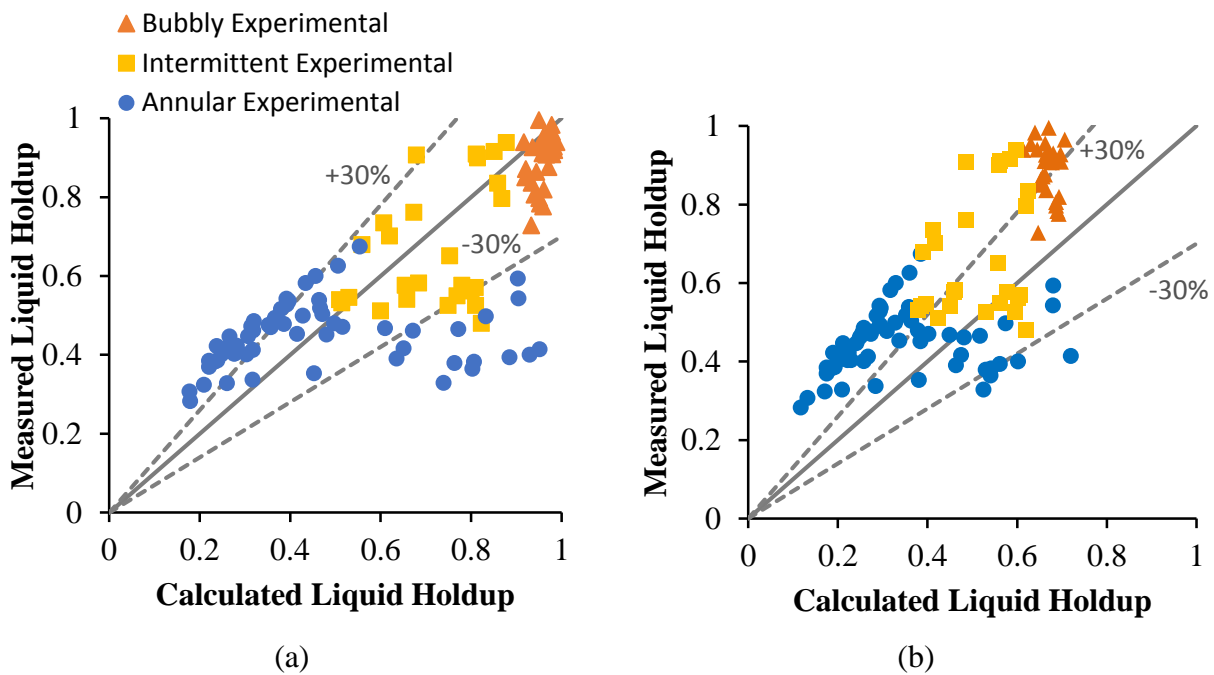 Bubbly Experimental
Intermittent Experimental
Annular Experimental
Measured Liquid Holdup
1
0.8
0.6
0.4
0.2
0
+30%
-30%
0 0.2 0.4 0.6 0.8 1
Calculated Liquid Holdup
(a)
Measured Liquid Holdup
1
0.8
0.6
0.4
0.2
0
+30%
-30%
0 0.2 0.4 0.6 0.8 1
Calculated Liquid Holdup
(b)